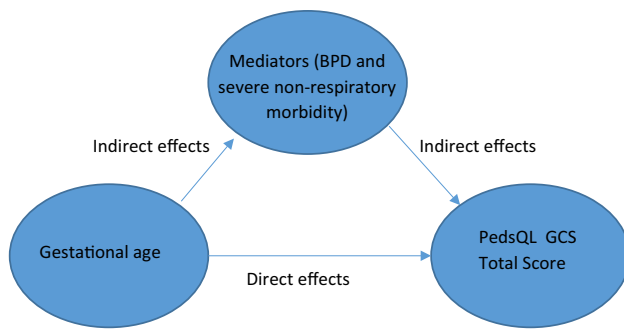 Mediators (BPD and
severe non-respiratory
morbidity)
Indirect effects
Indirect effects
Gestational age
PedsQL GCS
Total Score
Direct effects